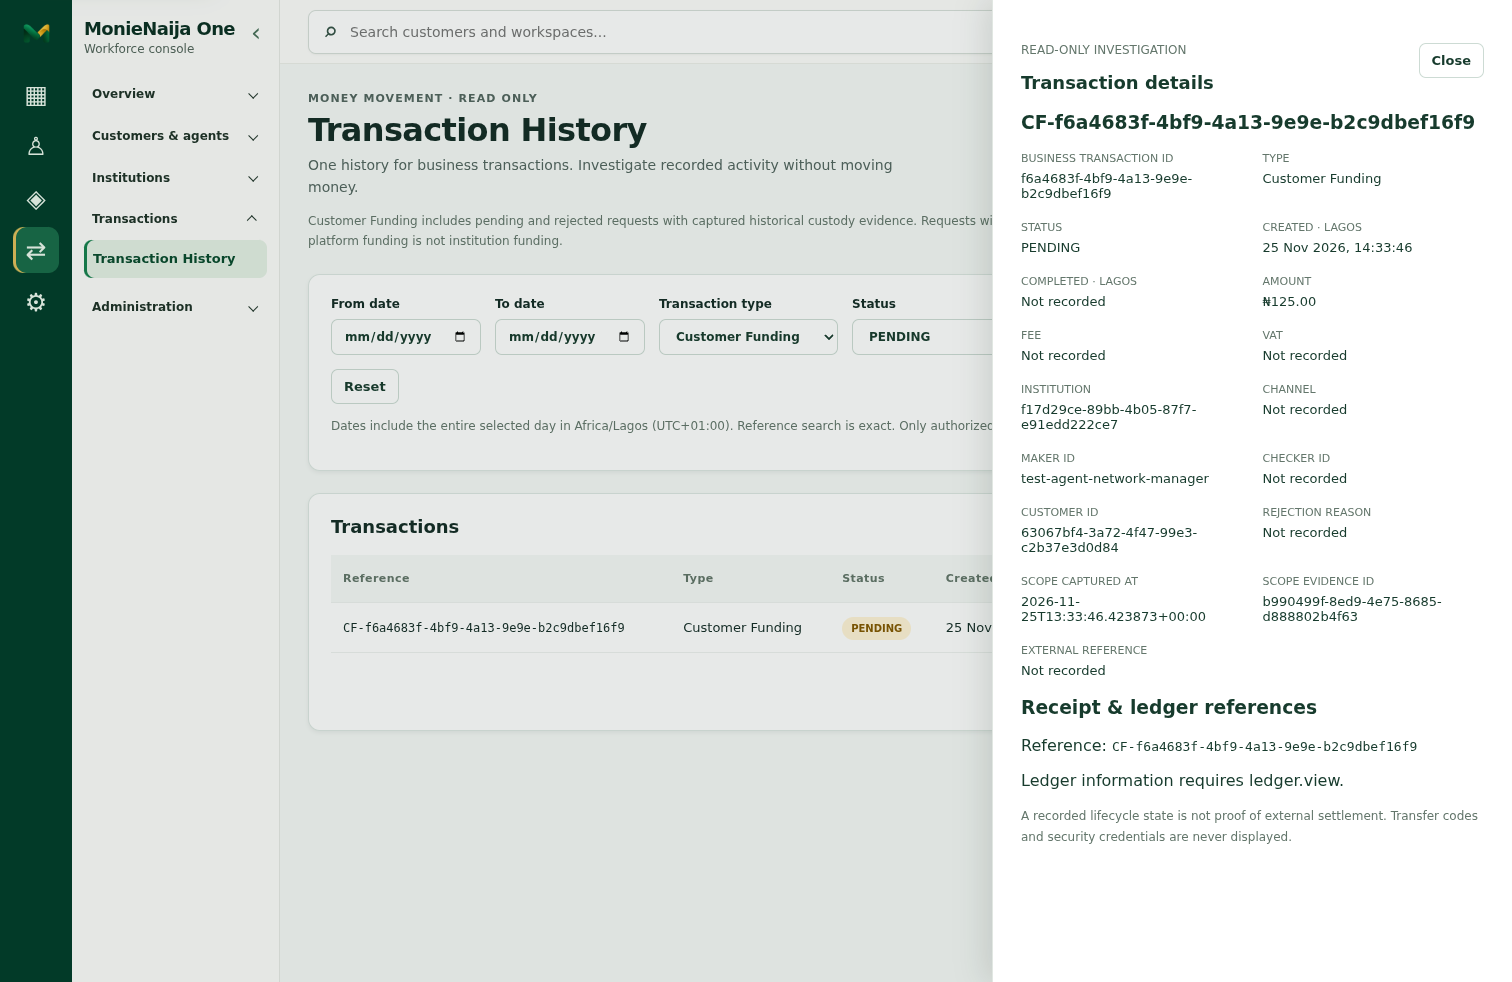 MonieNaija One
Workforce console
Overview
Customers & agents
Institutions
Transactions
Transaction History
Administration
Search customers and workspaces...
MONEY MOVEMENT · READ ONLY
Transaction History
One history for business transactions. Investigate recorded activity without moving
money.
Customer Funding includes pending and rejected requests with captured historical custody evidence. Requests
platform funding is not institution funding.
From date
To date
Transaction type
Status
mm/dd/yyyy
mm/dd/yyyy
Customer Funding
PENDING
Reset
Dates include the entire selected day in Africa/Lagos (UTC+01:00). Reference search is exact. Only authorized
Transactions
Reference
Type
Status
Created
CF-f6a4683f-4bf9-4a13-9e9e-b2c9dbef16f9
Customer Funding
PENDING
25 Nov
READ-ONLY INVESTIGATION
Close
Transaction details
CF-f6a4683f-4bf9-4a13-9e9e-b2c9dbef16f9
BUSINESS TRANSACTION ID
f6a4683f-4bf9-4a13-9e9e-
b2c9dbef16f9
TYPE
Customer Funding
STATUS
PENDING
CREATED · LAGOS
25 Nov 2026, 14:33:46
COMPLETED · LAGOS
Not recorded
AMOUNT
₦125.00
FEE
Not recorded
VAT
Not recorded
INSTITUTION
f17d29ce-89bb-4b05-87f7-
e91edd222ce7
CHANNEL
Not recorded
MAKER ID
test-agent-network-manager
CHECKER ID
Not recorded
CUSTOMER ID
63067bf4-3a72-4f47-99e3-
c2b37e3d0d84
REJECTION REASON
Not recorded
SCOPE CAPTURED AT
2026-11-
25T13:33:46.423873+00:00
SCOPE EVIDENCE ID
b990499f-8ed9-4e75-8685-
d888802b4f63
EXTERNAL REFERENCE
Not recorded
Receipt & ledger references
Reference: CF-f6a4683f-4bf9-4a13-9e9e-b2c9dbef16f9
Ledger information requires ledger.view.
A recorded lifecycle state is not proof of external settlement. Transfer codes
and security credentials are never displayed.